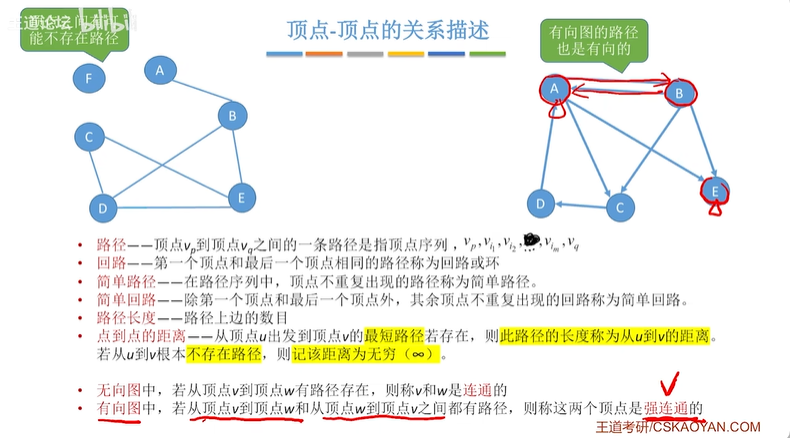 王道论坛 bilibili
能不存在路径
顶点-顶点的关系描述
有向图的路径
也是有向的
F
A
B
C
D
E
A
B
E
D
C
• 路径——顶点vp到顶点vq之间的一条路径是指顶点序列，vp,vi1,vi2, ,vim,vq
• 回路——第一个顶点和最后一个顶点相同的路径称为回路或环
• 简单路径——在路径序列中，顶点不重复出现的路径称为简单路径。
• 简单回路——除第一个顶点和最后一个顶点外，其余顶点不重复出现的回路称为简单回路。
• 路径长度——路径上边的数目
• 点到点的距离——从顶点u出发到顶点v的最短路径若存在，则此路径的长度称为从u到v的距离。
若从u到v根本不存在路径，则记该距离为无穷（∞）。
• 无向图中，若从顶点v到顶点w有路径存在，则称v和w是连通的
• 有向图中，若从顶点v到顶点w和从顶点w到顶点v之间都有路径，则称这两个顶点是强连通的
王道考研/CSKAOYAN.COM